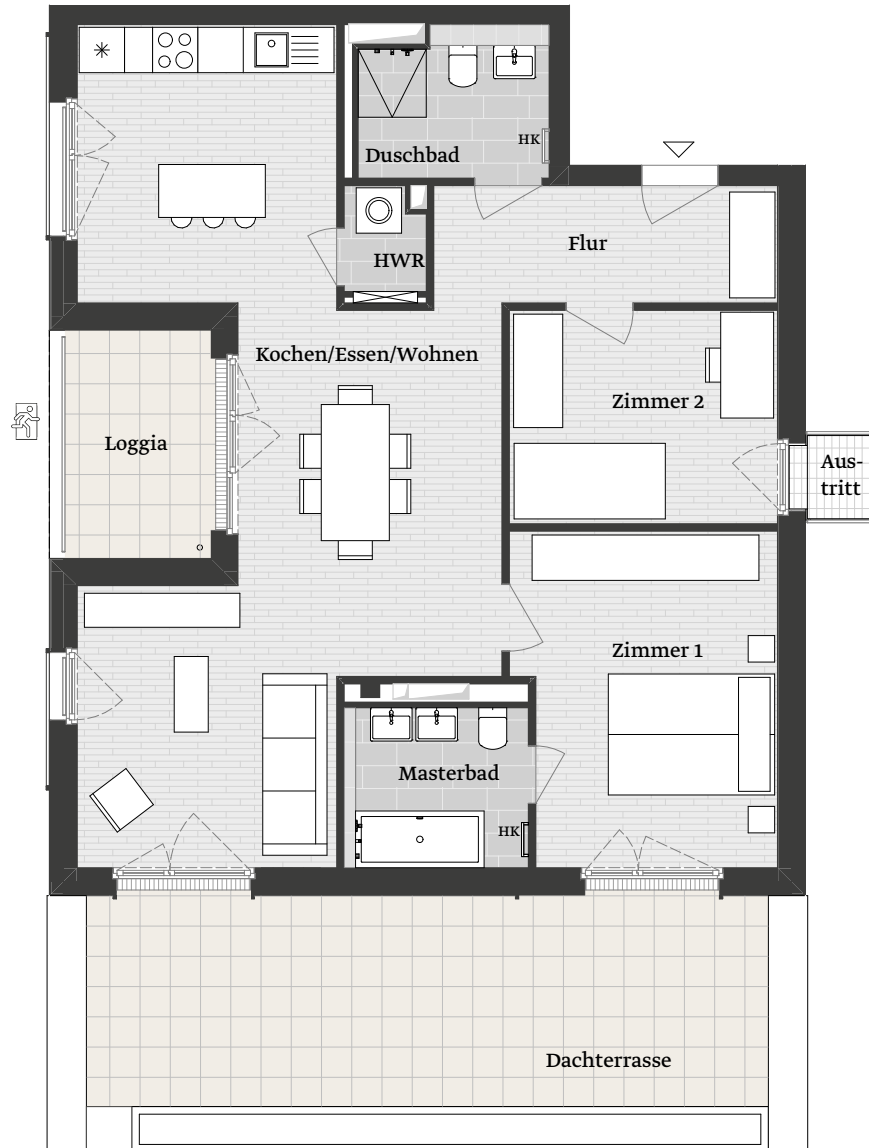 Duschbad
HK
HWR
Flur
Kochen/Essen/Wohnen
Zimmer 2
Loggia
Aus-
tritt
Zimmer 1
Masterbad
HK
Dachterrasse